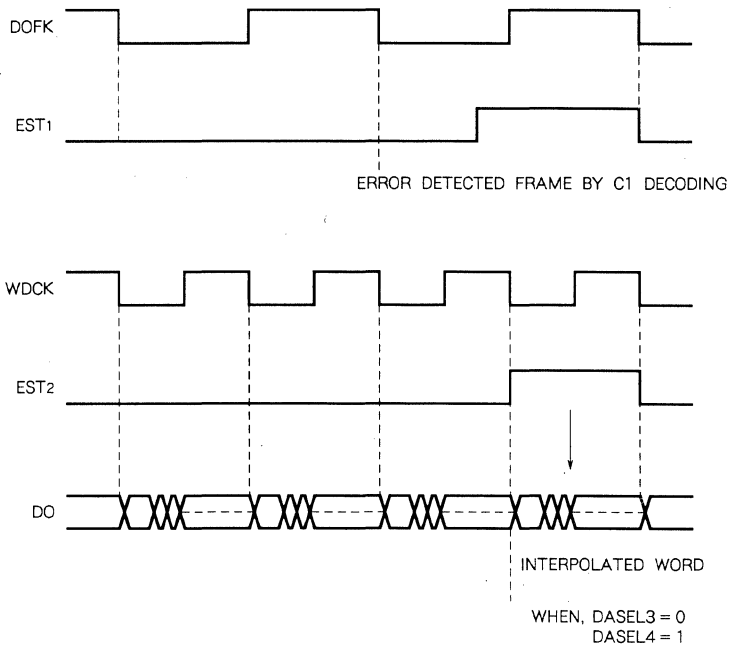 DOFK
EST1
ERROR DETECTED FRAME BY C1 DECODING
WDCK
EST2
DO
INTERPOLATED WORD
WHEN, DASEL3 = 0
DASEL4 = 1